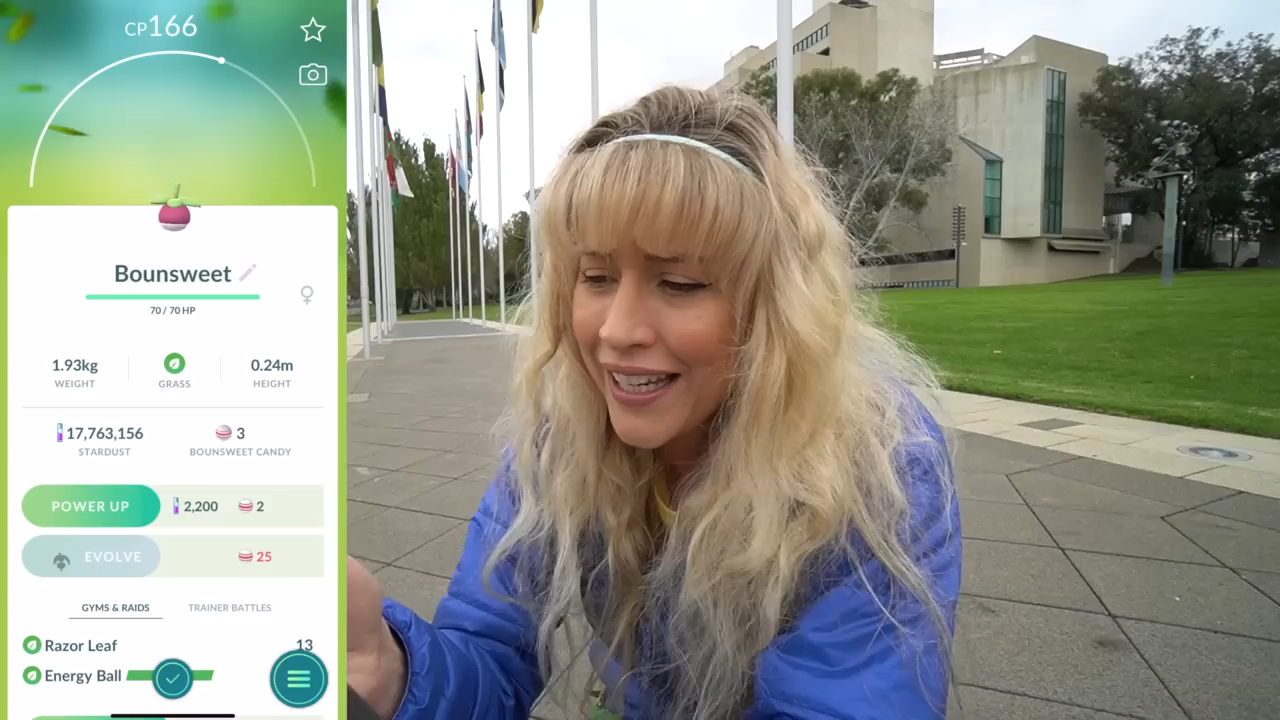 CP166
Bounsweet
70 / 70 HP
1.93kg
WEIGHT
GRASS
0.24m
HEIGHT
17,763,156
STARDUST
3
BOUNSWEET CANDY
POWER UP
2,200
2
EVOLVE
25
GYMS & RAIDS
TRAINER BATTLES
Razor Leaf
13
Energy Ball